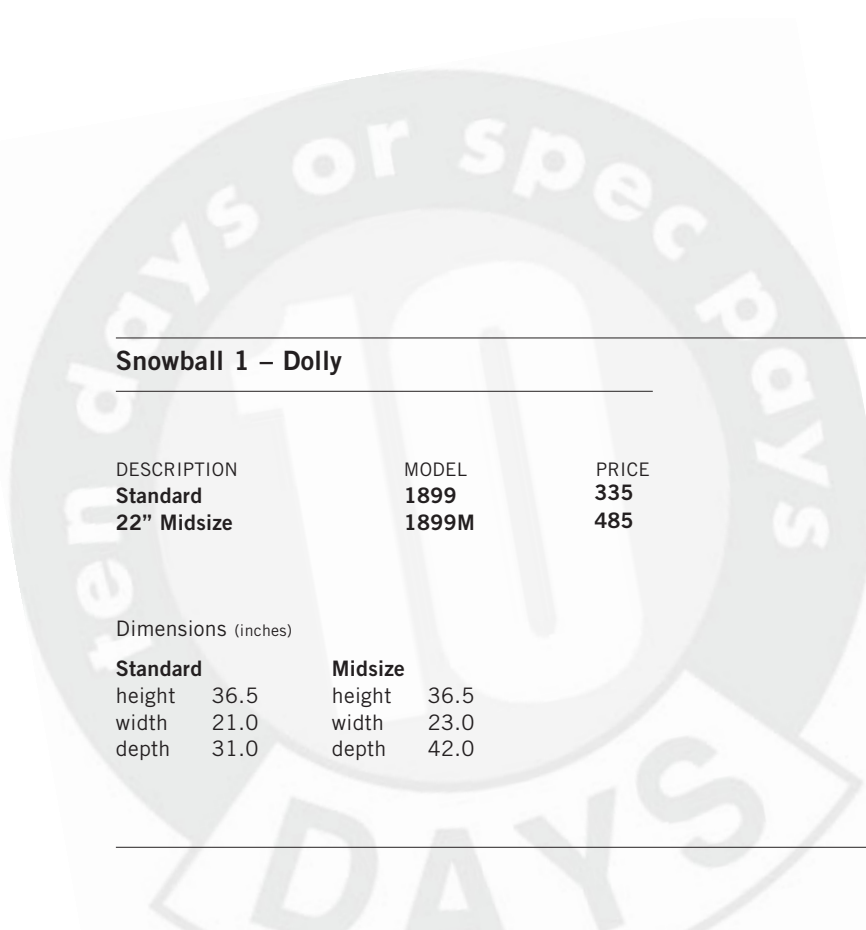 ten days or spec pays
10
DAYS
Snowball 1 – Dolly
DESCRIPTION MODEL PRICE
Standard 1899 335
22” Midsize 1899M 485
Dimensions (inches)
Standard Midsize
height 36.5 height 36.5
width 21.0 width 23.0
depth 31.0 depth 42.0